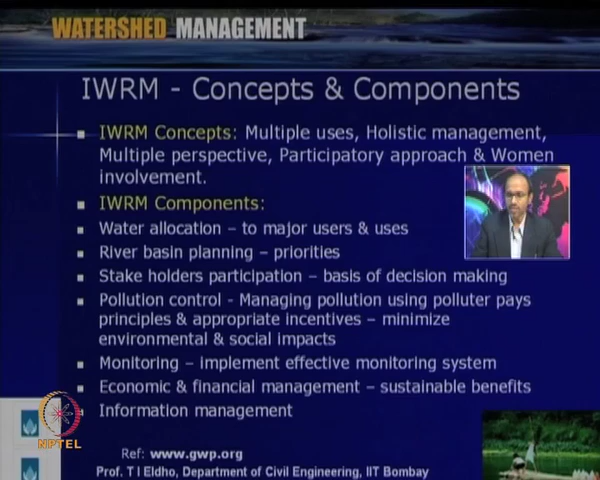 WATERSHED MANAGEMENT
IWRM - Concepts & Components
IWRM Concepts: Multiple uses, Holistic management,
Multiple perspective, Participatory approach & Women
involvement.
IWRM Components:
Water allocation – to major users & uses
River basin planning – priorities
Stake holders participation – basis of decision making
Pollution control - Managing pollution using polluter pays
principles & appropriate incentives – minimize
environmental & social impacts
Monitoring – implement effective monitoring system
Economic & financial management – sustainable benefits
Information management
NPTEL
Ref: www.gwp.org
Prof. T I Eldho, Department of Civil Engineering, IIT Bombay